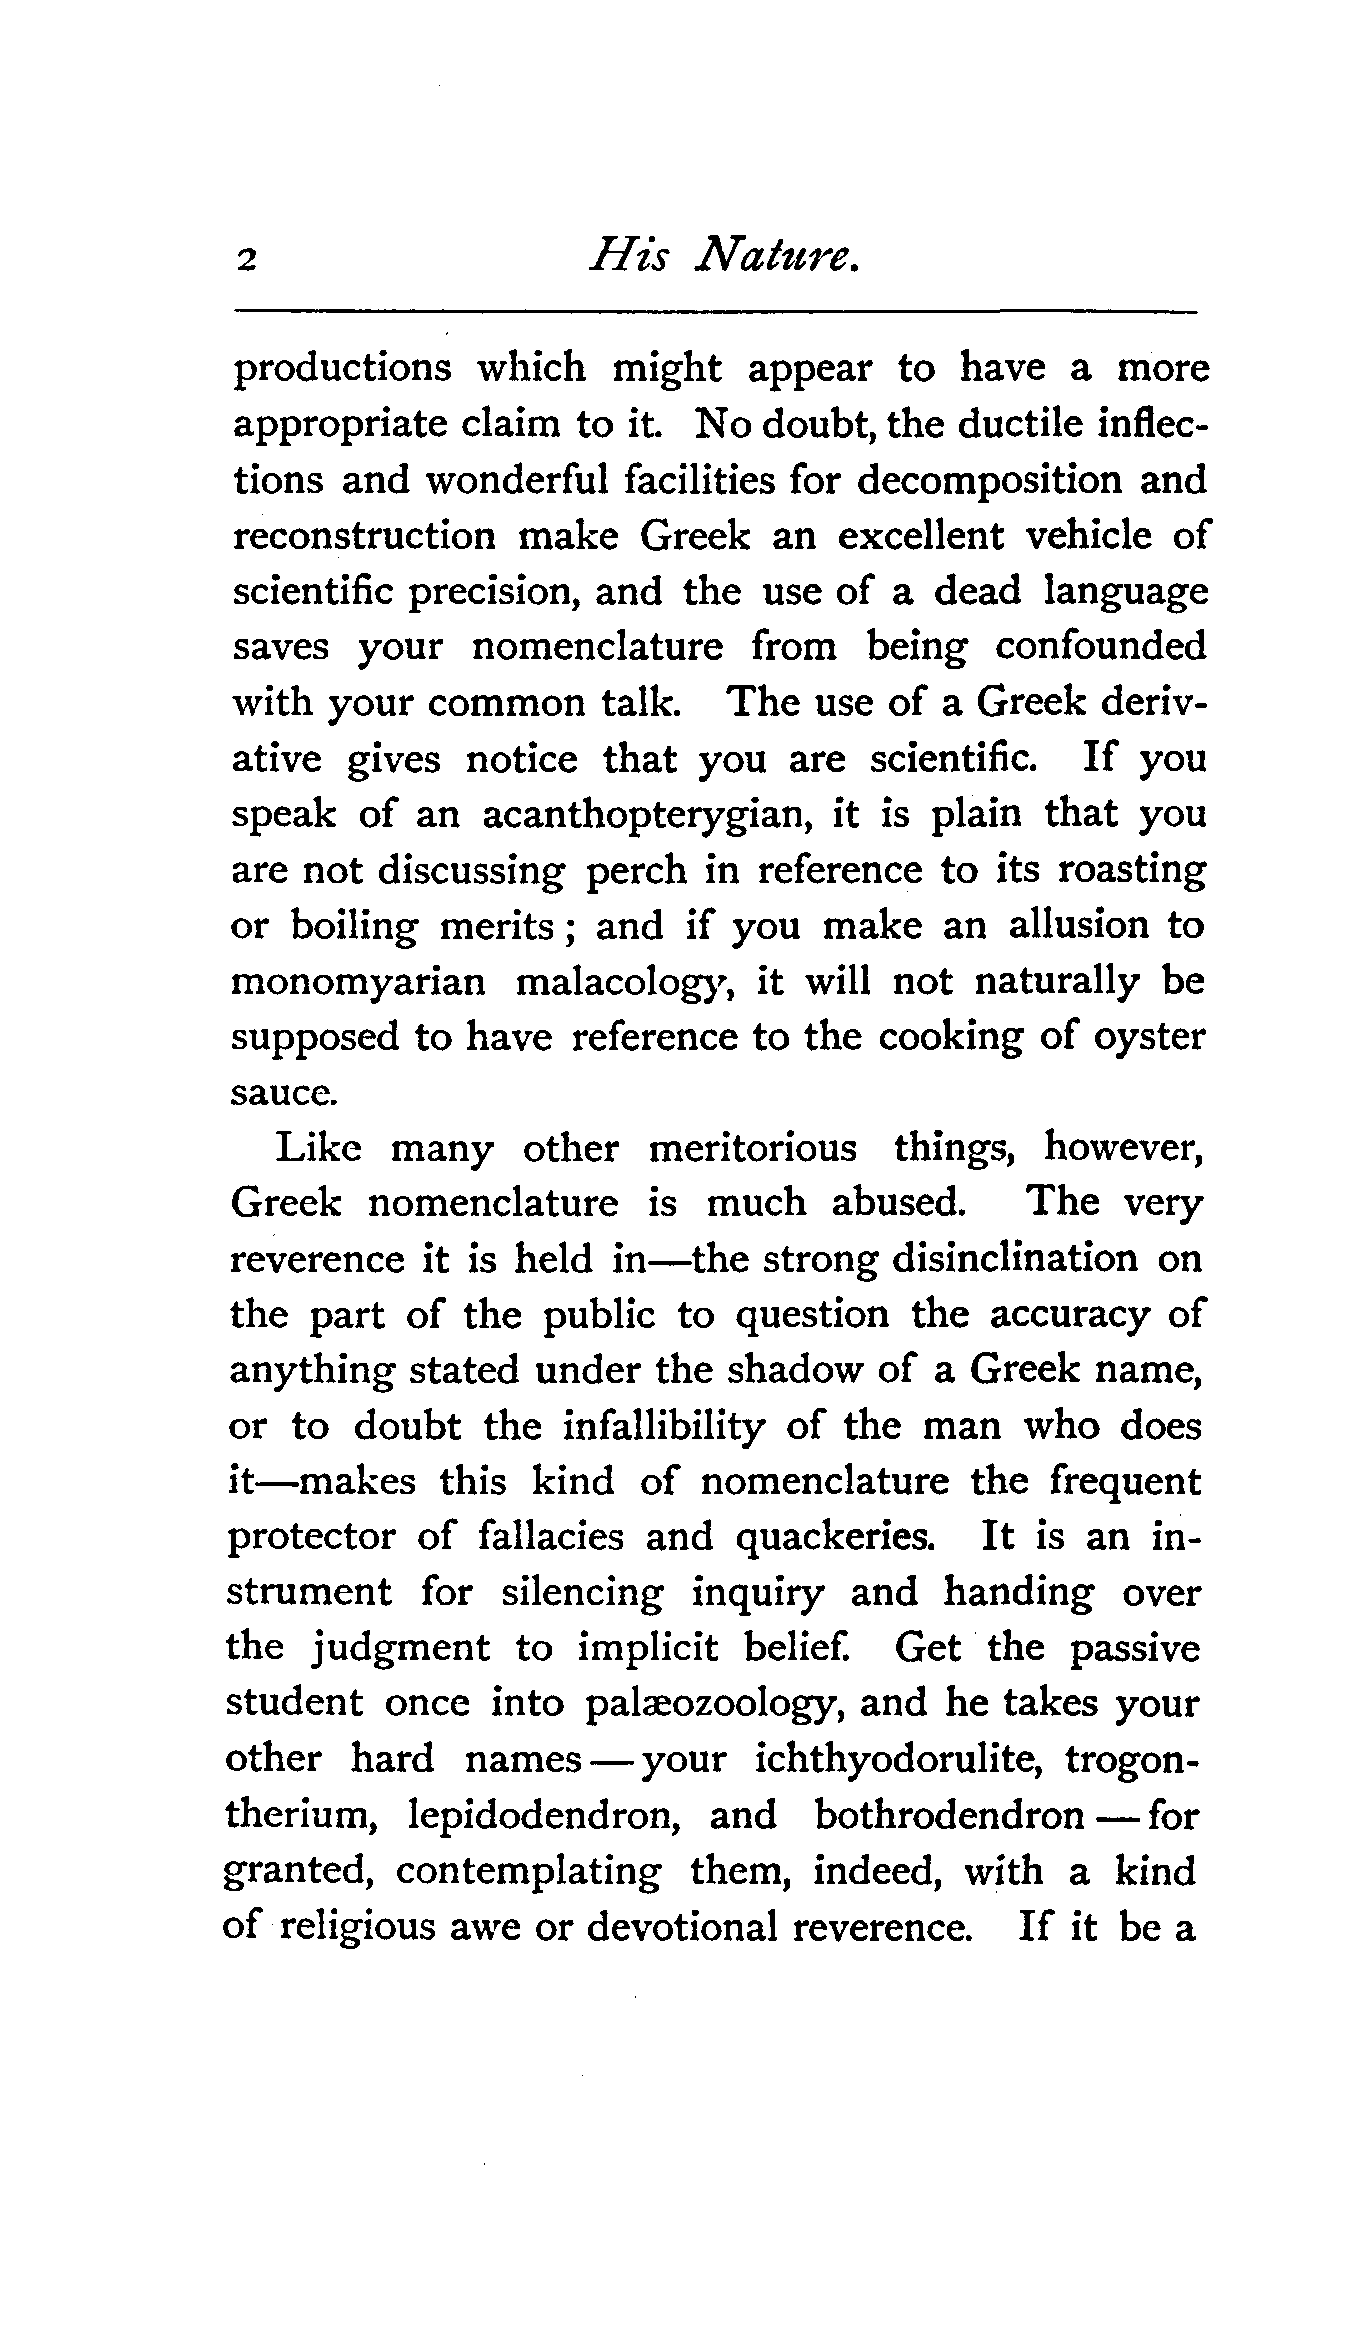 2 His Nature.
productions which might appear to have a more
appropriate claim to it. No doubt, the ductile inflec-
tions and wonderful facilities for decomposition and
reconstruction make Greek an excellent vehicle of
scientific precision, and the use of a dead language
saves your nomenclature from being confounded
with your common talk. The use of a Greek deriv-
ative gives notice that you are scientific. If you
speak of an acanthopterygian, it is plain that you
are not discussing perch in reference to its roasting
or boiling merits ; and if you make an allusion to
monomyarian malacology, it will not naturally be
supposed to have reference to the cooking of oyster
sauce.
Like many other meritorious things, however,
Greek nomenclature is much abused. The very
reverence it is held in—the strong disinclination on
the part of the public to question the accuracy of
anything stated under the shadow of a Greek name,
or to doubt the infallibility of the man who does
it—makes this kind of nomenclature the frequent
protector of fallacies and quackeries. It is an in-
strument for silencing inquiry and handing over
the judgment to implicit belief. Get the passive
student once into palæozoology, and he takes your
other hard names — your ichthyodorulite, trogon-
therium, lepidodendron, and bothrodendron — for
granted, contemplating them, indeed, with a kind
of religious awe or devotional reverence. If it be a